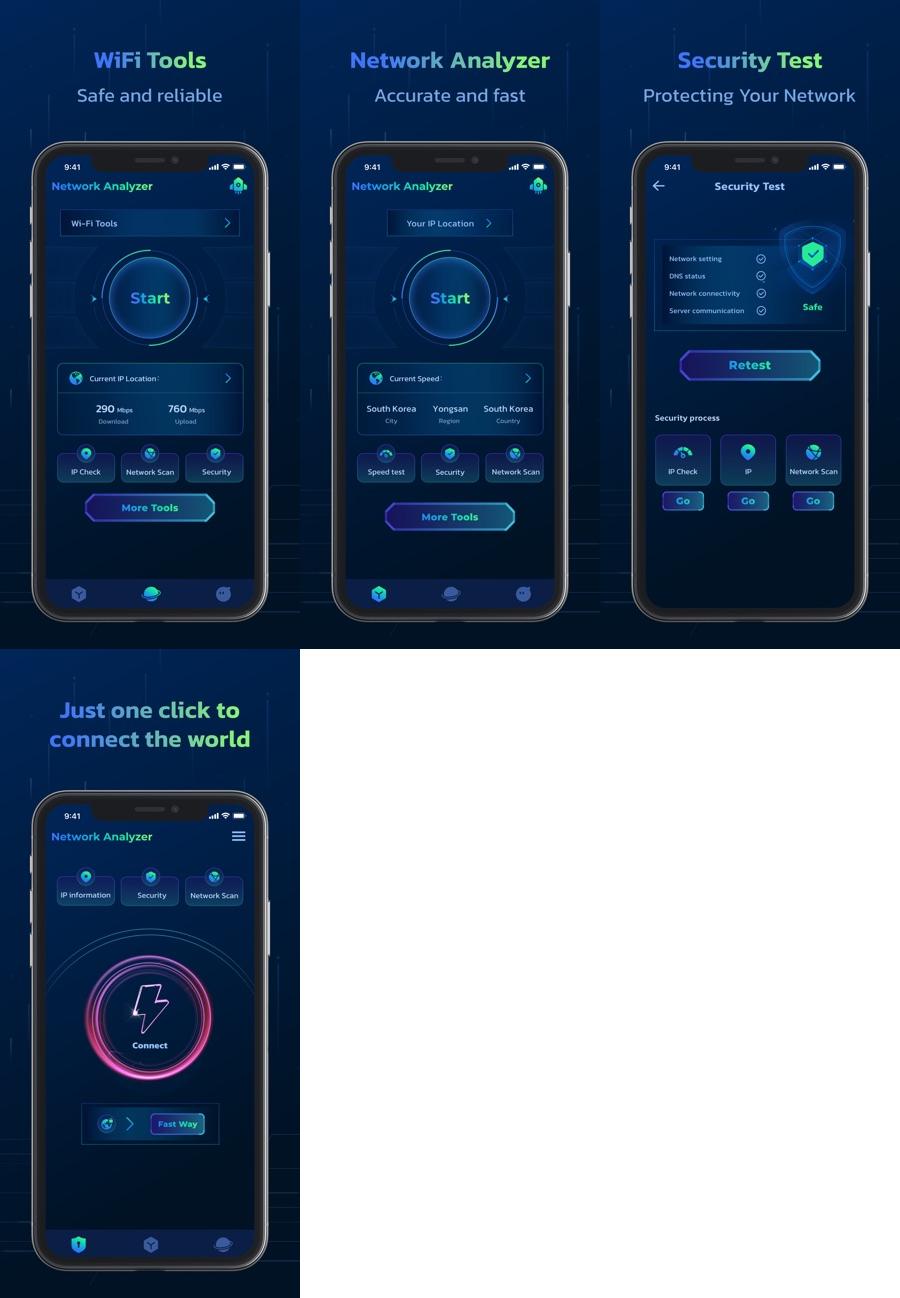 WiFi Tools
Safe and reliable
9:41
Network Analyzer
Wi-Fi Tools
Start
Current IP Location:
290 Mbps 760 Mbps
Download Upload
IP Check Network Scan Security
More Tools
Network Analyzer
Accurate and fast
9:41
Network Analyzer
Your IP Location
Start
Current Speed:
South Korea Yongsan South Korea
City Region Country
Speed test Security Network Scan
More Tools
Security Test
Protecting Your Network
9:41
Security Test
Network setting
DNS status
Network connectivity
Server communication
Safe
Retest
Security process
IP Check IP Network Scan
Go Go Go
Just one click to
connect the world
9:41
Network Analyzer
IP information Security Network Scan
Connect
Fast Way